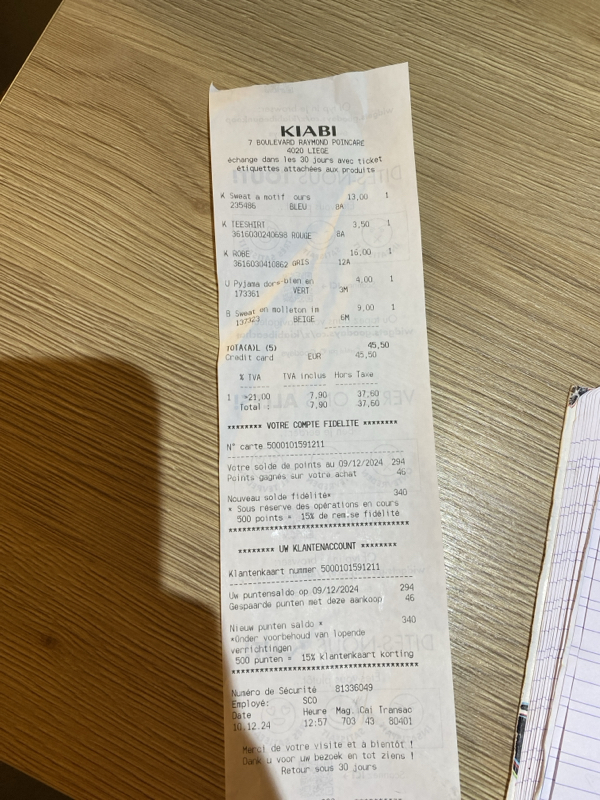 KIABI
7 BOULEVARD RAYMOND POINCARE
4020 LIEGE
échange dans les 30 jours avec ticket
étiquettes attachées aux produits
K Sweat a motif ours 13,00 1
235486 BLEU 8A
K TEESHIRT 3,50 1
3616030240698 ROUGE 8A
K ROBE 16,00 1
3616030410862 GRIS 12A
U Pyjama dors-bien en 4,00 1
173361 VERT 3M
B Sweat en molleton im 9,00 1
137323 BEIGE 6M
TOTA(A)L (5) 45,50
Credit card EUR 45,50
% TVA TVA inclus Hors Taxe
1 >21,00 7,90 37,60
Total : 7,90 37,60
******** VOTRE COMPTE FIDELITE ********
N° carte 5000101591211
Votre solde de points au 09/12/2024 294
Points gagnés sur votre achat 46
Nouveau solde fidélité* 340
* Sous réserve des opérations en cours
500 points = 15% de remise fidélité
******** UW KLANTENACCOUNT ********
Klantenkaart nummer 5000101591211
Uw puntensaldo op 09/12/2024 294
Gespaarde punten met deze aankoop 46
Nieuw punten saldo * 340
*Onder voorbehoud van lopende
verrichtingen
500 punten = 15% klantenkaart korting
Numéro de Sécurité 81336049
Employé: SCO
Date Heure Mag. Cai Transac
10.12.24 12:57 703 43 80401
Merci de votre visite et à bientôt !
Dank u voor uw bezoek en tot ziens !
Retour sous 30 jours